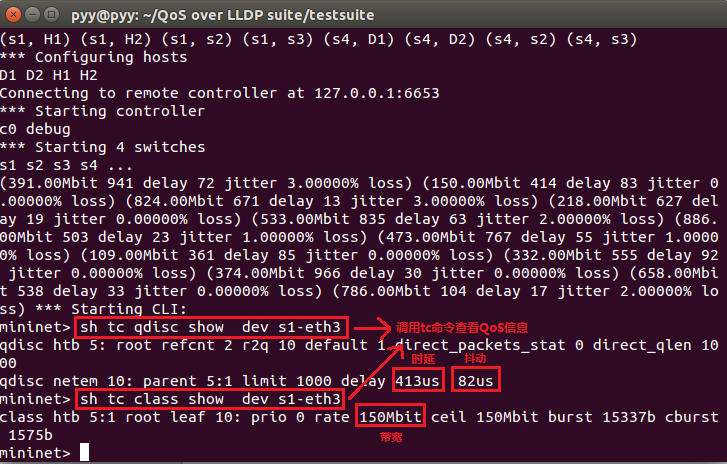 pyy@pyy: ~/QoS over LLDP suite/testsuite
(s1, H1) (s1, H2) (s1, s2) (s1, s3) (s4, D1) (s4, D2) (s4, s2) (s4, s3)
*** Configuring hosts
D1 D2 H1 H2
Connecting to remote controller at 127.0.0.1:6653
*** Starting controller
c0 debug
*** Starting 4 switches
s1 s2 s3 s4 ...
(391.00Mbit 941 delay 72 jitter 3.00000% loss) (150.00Mbit 414 delay 83 jitter 0
.00000% loss) (824.00Mbit 671 delay 13 jitter 3.00000% loss) (218.00Mbit 627 del
ay 19 jitter 0.00000% loss) (533.00Mbit 835 delay 63 jitter 2.00000% loss) (886.
00Mbit 503 delay 23 jitter 1.00000% loss) (473.00Mbit 767 delay 55 jitter 1.0000
0% loss) (109.00Mbit 361 delay 85 jitter 0.00000% loss) (332.00Mbit 555 delay 92
 jitter 0.00000% loss) (374.00Mbit 966 delay 30 jitter 0.00000% loss) (658.00Mbi
t 538 delay 33 jitter 0.00000% loss) (786.00Mbit 104 delay 17 jitter 2.00000% lo
ss) *** Starting CLI:
mininet> sh tc qdisc show  dev s1-eth3 调用tc命令查看QoS信息
qdisc htb 5: root refcnt 2 r2q 10 default 1 direct_packets_stat 0 direct_qlen 10
00 时延 抖动
qdisc netem 10: parent 5:1 limit 1000 delay 413us  82us
mininet> sh tc class show  dev s1-eth3
class htb 5:1 root leaf 10: prio 0 rate 150Mbit ceil 150Mbit burst 15337b cburst
 1575b 带宽
mininet>